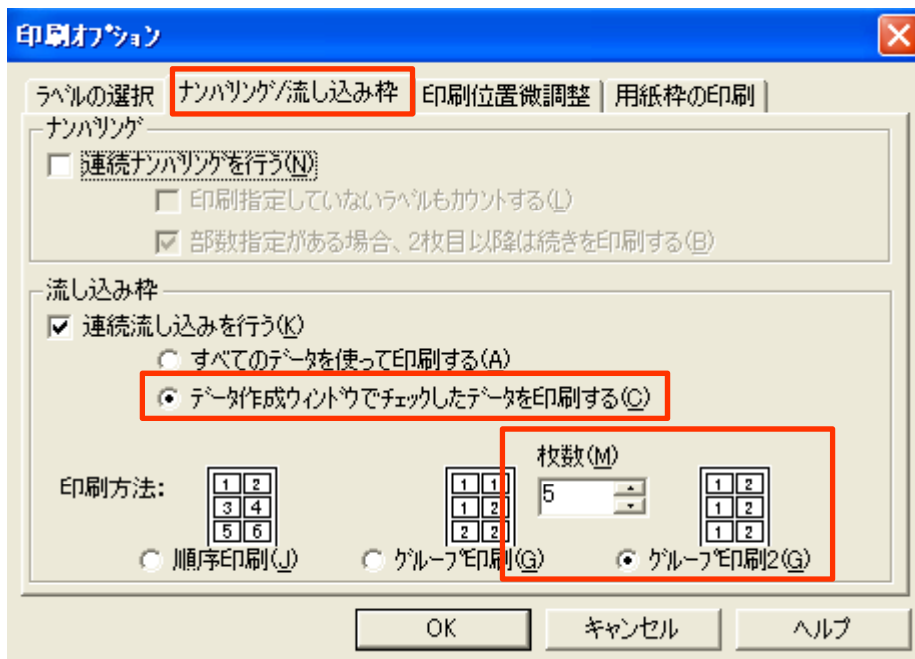 印刷オプション
ラベルの選択 ナンバリング/流し込み枠 印刷位置微調整 用紙枠の印刷
ナンバリング
連続ナンバリングを行う(N)
印刷指定していないラベルもカウントする(L)
部数指定がある場合、2枚目以降は続きを印刷する(B)
流し込み枠
連続流し込みを行う(K)
すべてのデータを使って印刷する(A)
データ作成ウィンドウでチェックしたデータを印刷する(C)
枚数(M)
印刷方法: 1 2 1 1 5 1 2
3 4 1 2 1 2
5 6 2 2 1 2
順序印刷(J) グループ印刷(G) グループ印刷2(G)
OK キャンセル ヘルプ